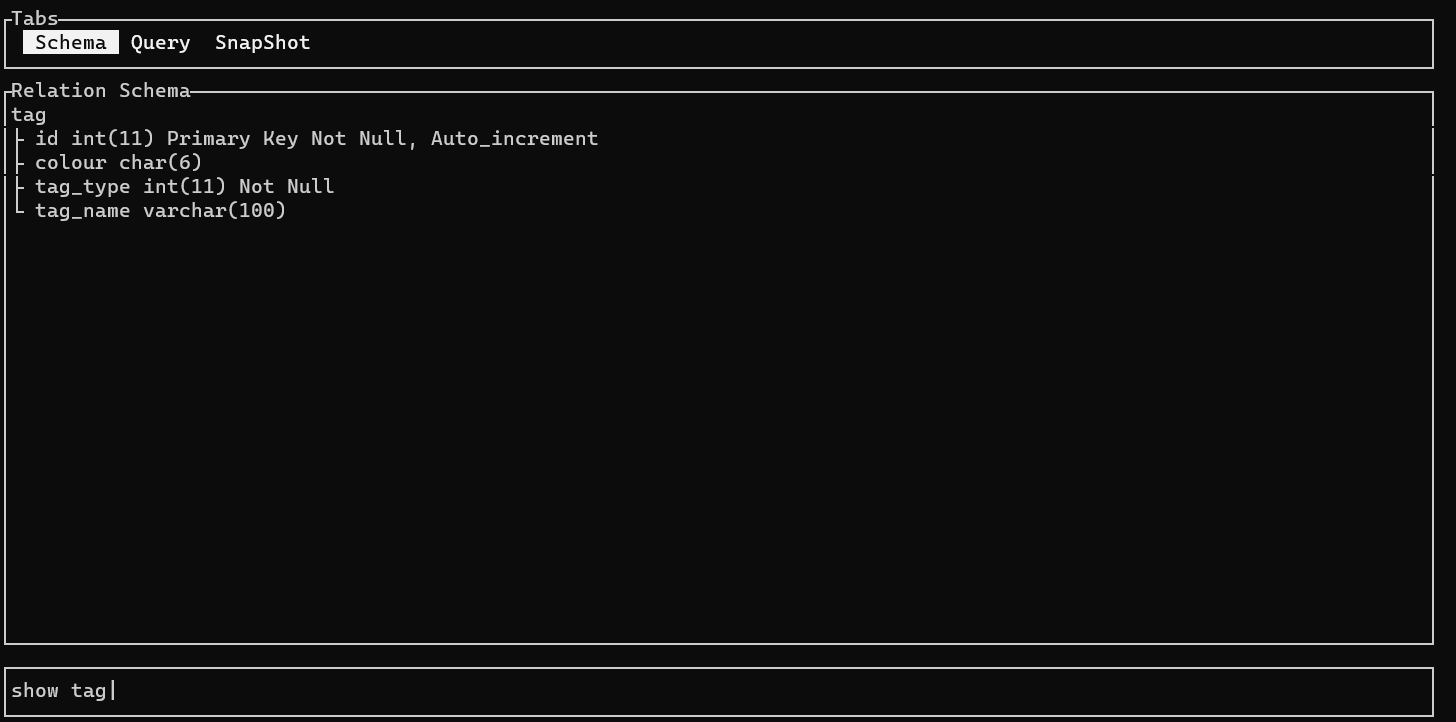 Tabs
Schema Query SnapShot
Relation Schema
tag
├ id int(11) Primary Key Not Null, Auto_increment
├ colour char(6)
├ tag_type int(11) Not Null
└ tag_name varchar(100)
show tag